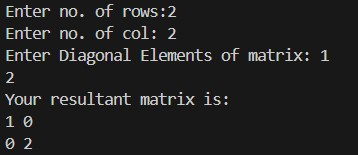 Enter no. of rows:2
Enter no. of col: 2
Enter Diagonal Elements of matrix: 1
2
Your resultant matrix is:
1 0
0 2